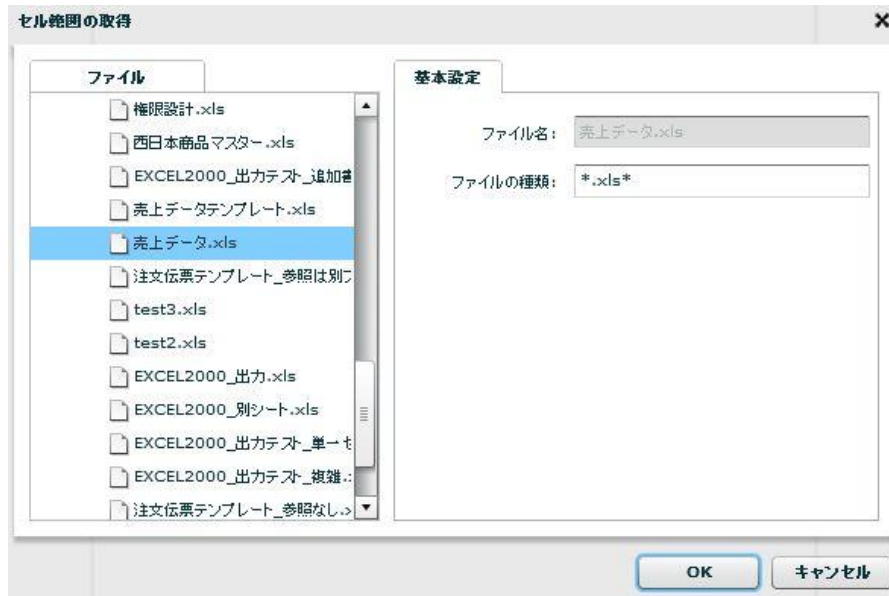 セル範囲の取得
ファイル
権限設計.xls
西日本商品マスター.xls
EXCEL2000_出力テスト_追加書
売上データテンプレート.xls
売上データ.xls
注文伝票テンプレート_参照は別フ
test3.xls
test2.xls
EXCEL2000_出力.xls
EXCEL2000_別シート.xls
EXCEL2000_出力テスト_単一セ
EXCEL2000_出力テスト_複雑.
注文伝票テンプレート_参照なし.
基本設定
ファイル名:
売上データ.xls
ファイルの種類:
*.xls*
OK
キャンセル